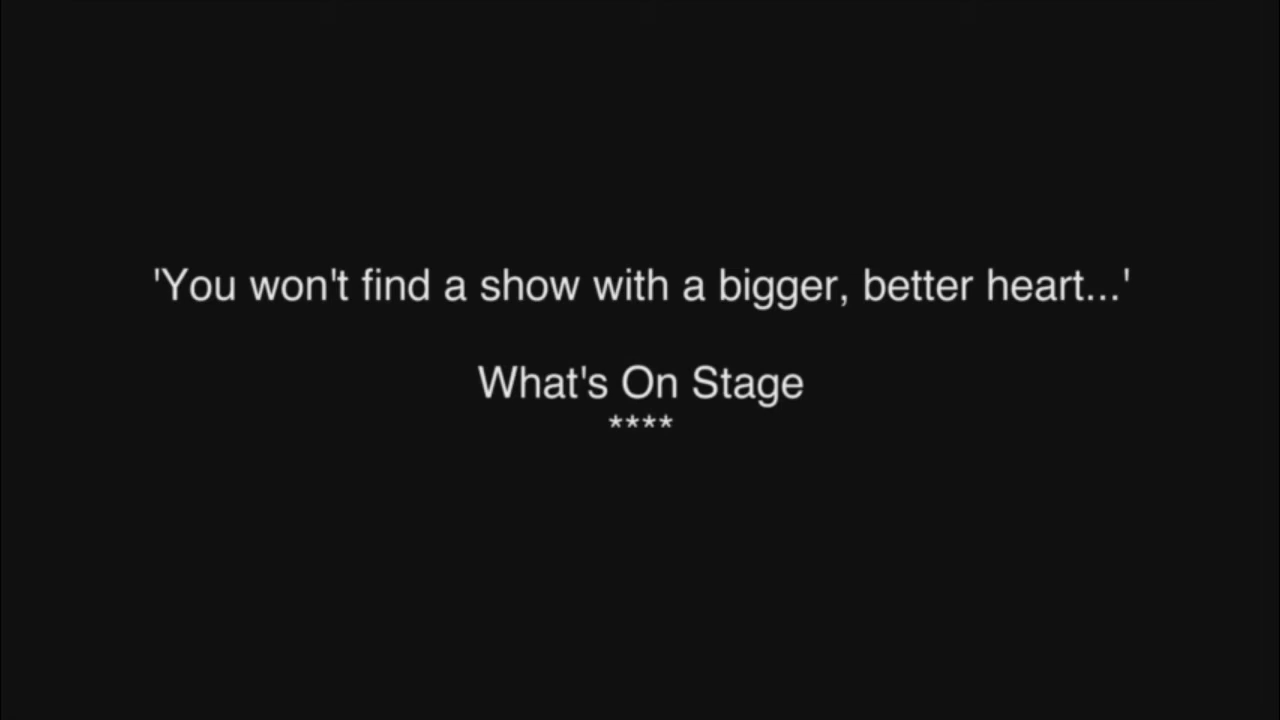 'You won't find a show with a bigger, better heart...'
What's On Stage
****